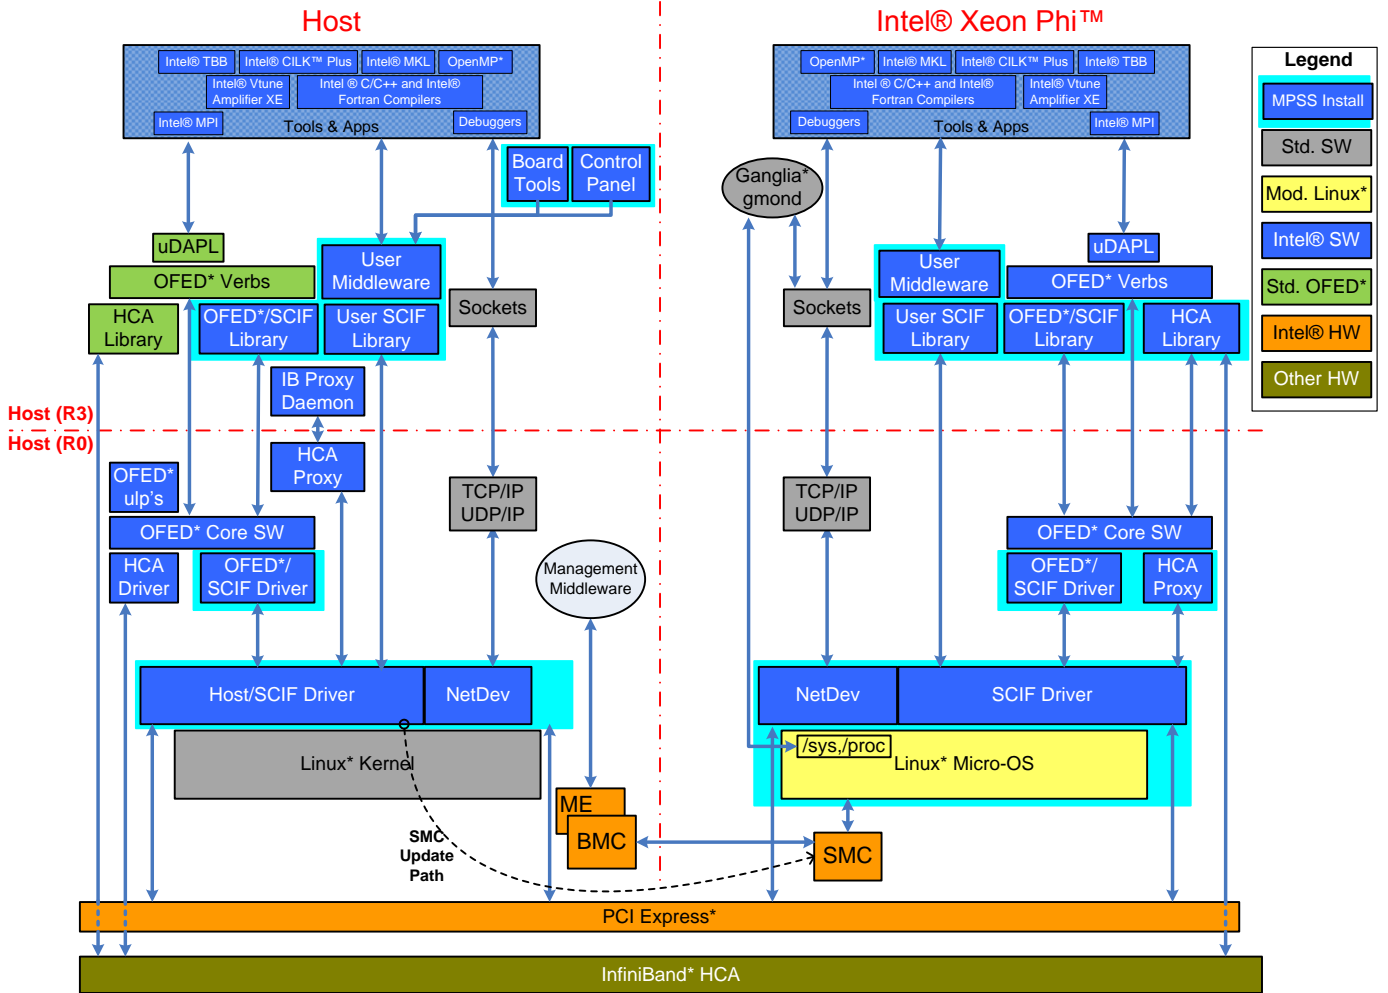 Host
Intel® Xeon Phi™
Intel® TBB
Intel® CILK™ Plus
Intel® MKL
OpenMP*
Intel® Vtune
Amplifier XE
Intel ® C/C++ and Intel®
Fortran Compilers
Intel® MPI
Tools & Apps
Debuggers
OpenMP*
Intel® MKL
Intel® CILK™ Plus
Intel® TBB
Intel ® C/C++ and Intel®
Fortran Compilers
Intel® Vtune
Amplifier XE
Debuggers
Tools & Apps
Intel® MPI
Legend
MPSS Install
Std. SW
Mod. Linux*
Intel® SW
Std. OFED*
Intel® HW
Other HW
Board
Tools
Control
Panel
Ganglia*
gmond
uDAPL
OFED* Verbs
User
Middleware
HCA
Library
OFED*/SCIF
Library
User SCIF
Library
Sockets
IB Proxy
Daemon
uDAPL
User
Middleware
OFED* Verbs
Sockets
User SCIF
Library
OFED*/SCIF
Library
HCA
Library
Host (R3)
Host (R0)
HCA
Proxy
OFED*
ulp's
TCP/IP
UDP/IP
OFED* Core SW
HCA
Driver
OFED*/
SCIF Driver
Management
Middleware
TCP/IP
UDP/IP
OFED* Core SW
OFED*/
SCIF Driver
HCA
Proxy
Host/SCIF Driver
NetDev
Linux* Kernel
NetDev
SCIF Driver
/sys,/proc
Linux* Micro-OS
ME
BMC
SMC
SMC
Update
Path
PCI Express*
InfiniBand* HCA